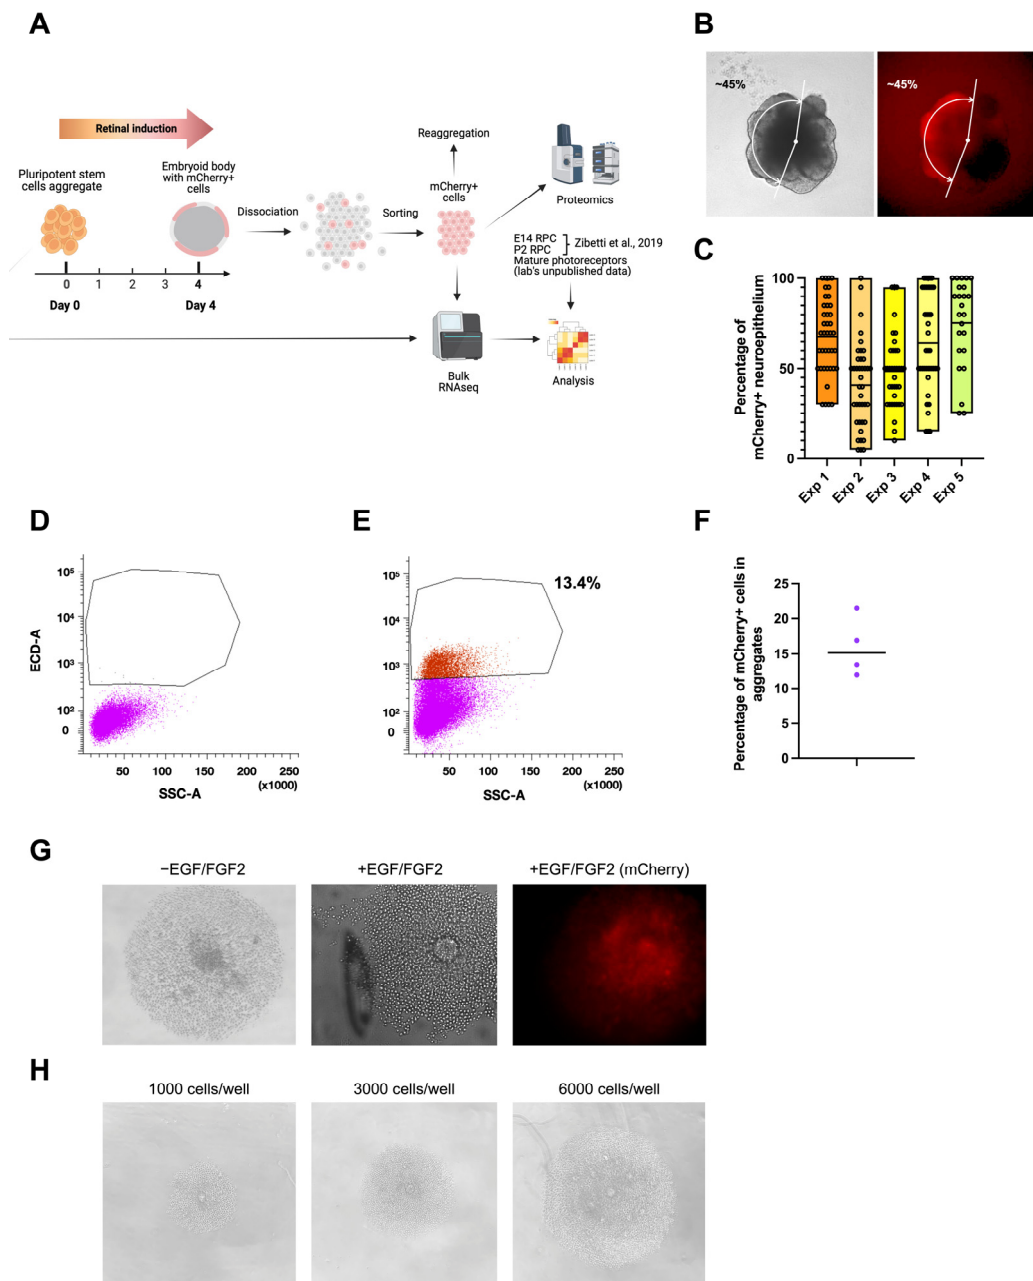 A
Retinal induction
Pluripotent stem
cells aggregate
Embryoid body
with mCherry+
cells
Dissociation
Sorting
Reaggregation
mCherry+
cells
Proteomics
E14 RPC
P2 RPC
Zibetti et al., 2019
Mature photoreceptors
(lab's unpublished data)
0 1 2 3 4
Day 0 Day 4
Bulk
RNAseq
Analysis
B
~45%
~45%
C
Percentage of
mCherry+ neuroepithelium
100
50
0
Exp 1 Exp 2 Exp 3 Exp 4 Exp 5
D
ECD-A
10⁵
10⁴
10³
10²
0
50 100 150 200 250
(x1000)
SSC-A
E
13.4%
10⁵
10⁴
10³
10²
0
50 100 150 200 250
(x1000)
SSC-A
F
Percentage of mCherry+ cells in
aggregates
25
20
15
10
5
0
G
−EGF/FGF2
+EGF/FGF2
+EGF/FGF2 (mCherry)
H
1000 cells/well
3000 cells/well
6000 cells/well